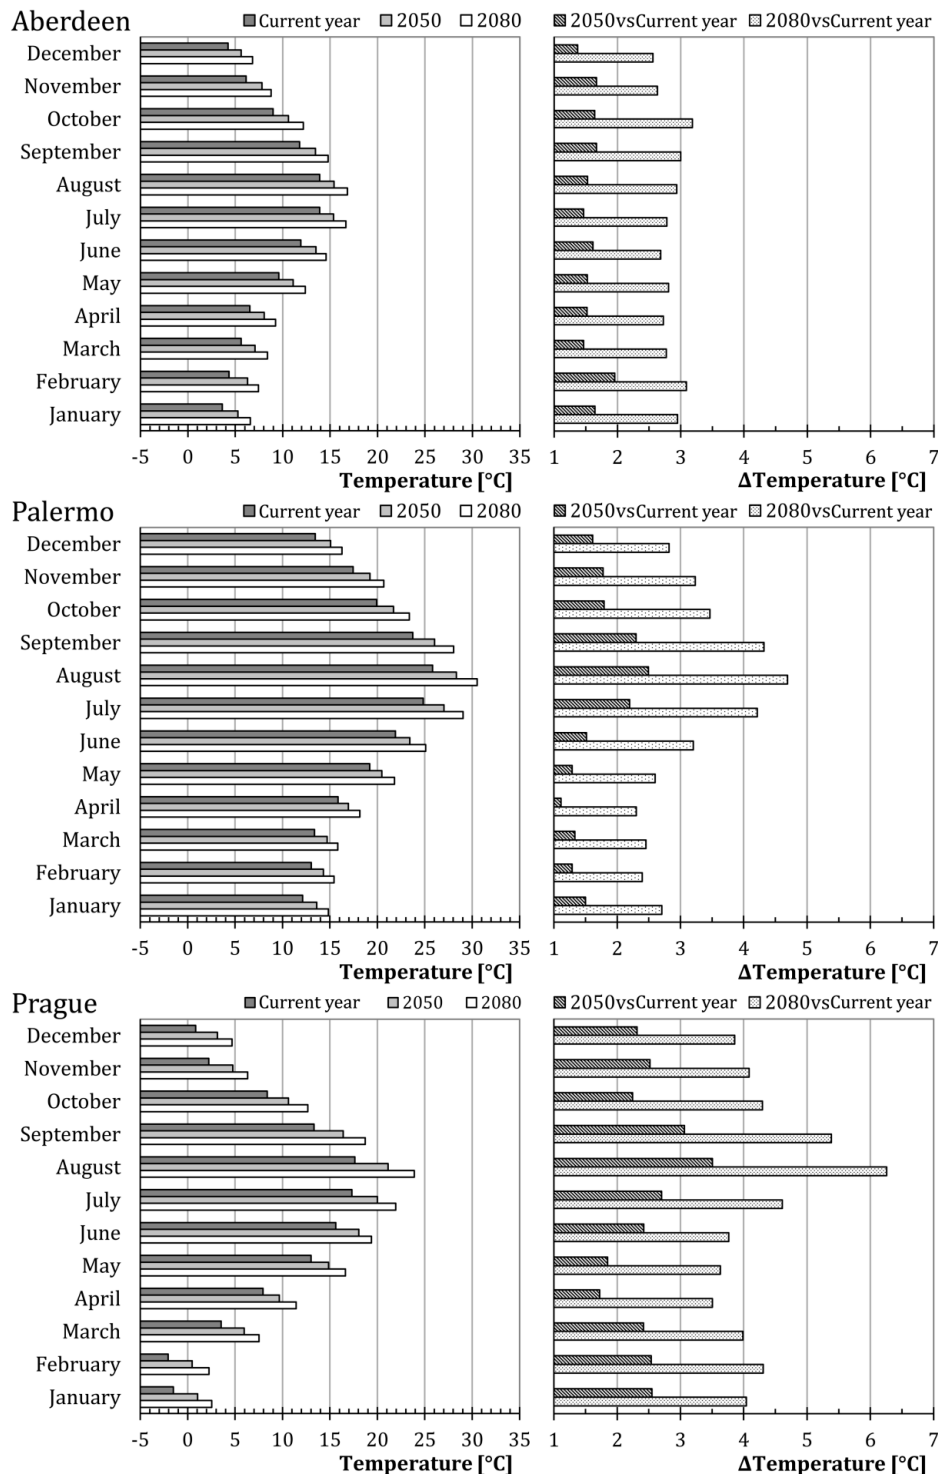 Aberdeen
Current year 2050 2080
2050vsCurrent year 2080vsCurrent year
December
November
October
September
August
July
June
May
April
March
February
January
-5 0 5 10 15 20 25 30 35
Temperature [°C]
1 2 3 4 5 6 7
ΔTemperature [°C]
Palermo
Current year 2050 2080
2050vsCurrent year 2080vsCurrent year
December
November
October
September
August
July
June
May
April
March
February
January
-5 0 5 10 15 20 25 30 35
Temperature [°C]
1 2 3 4 5 6 7
ΔTemperature [°C]
Prague
Current year 2050 2080
2050vsCurrent year 2080vsCurrent year
December
November
October
September
August
July
June
May
April
March
February
January
-5 0 5 10 15 20 25 30 35
Temperature [°C]
1 2 3 4 5 6 7
ΔTemperature [°C]